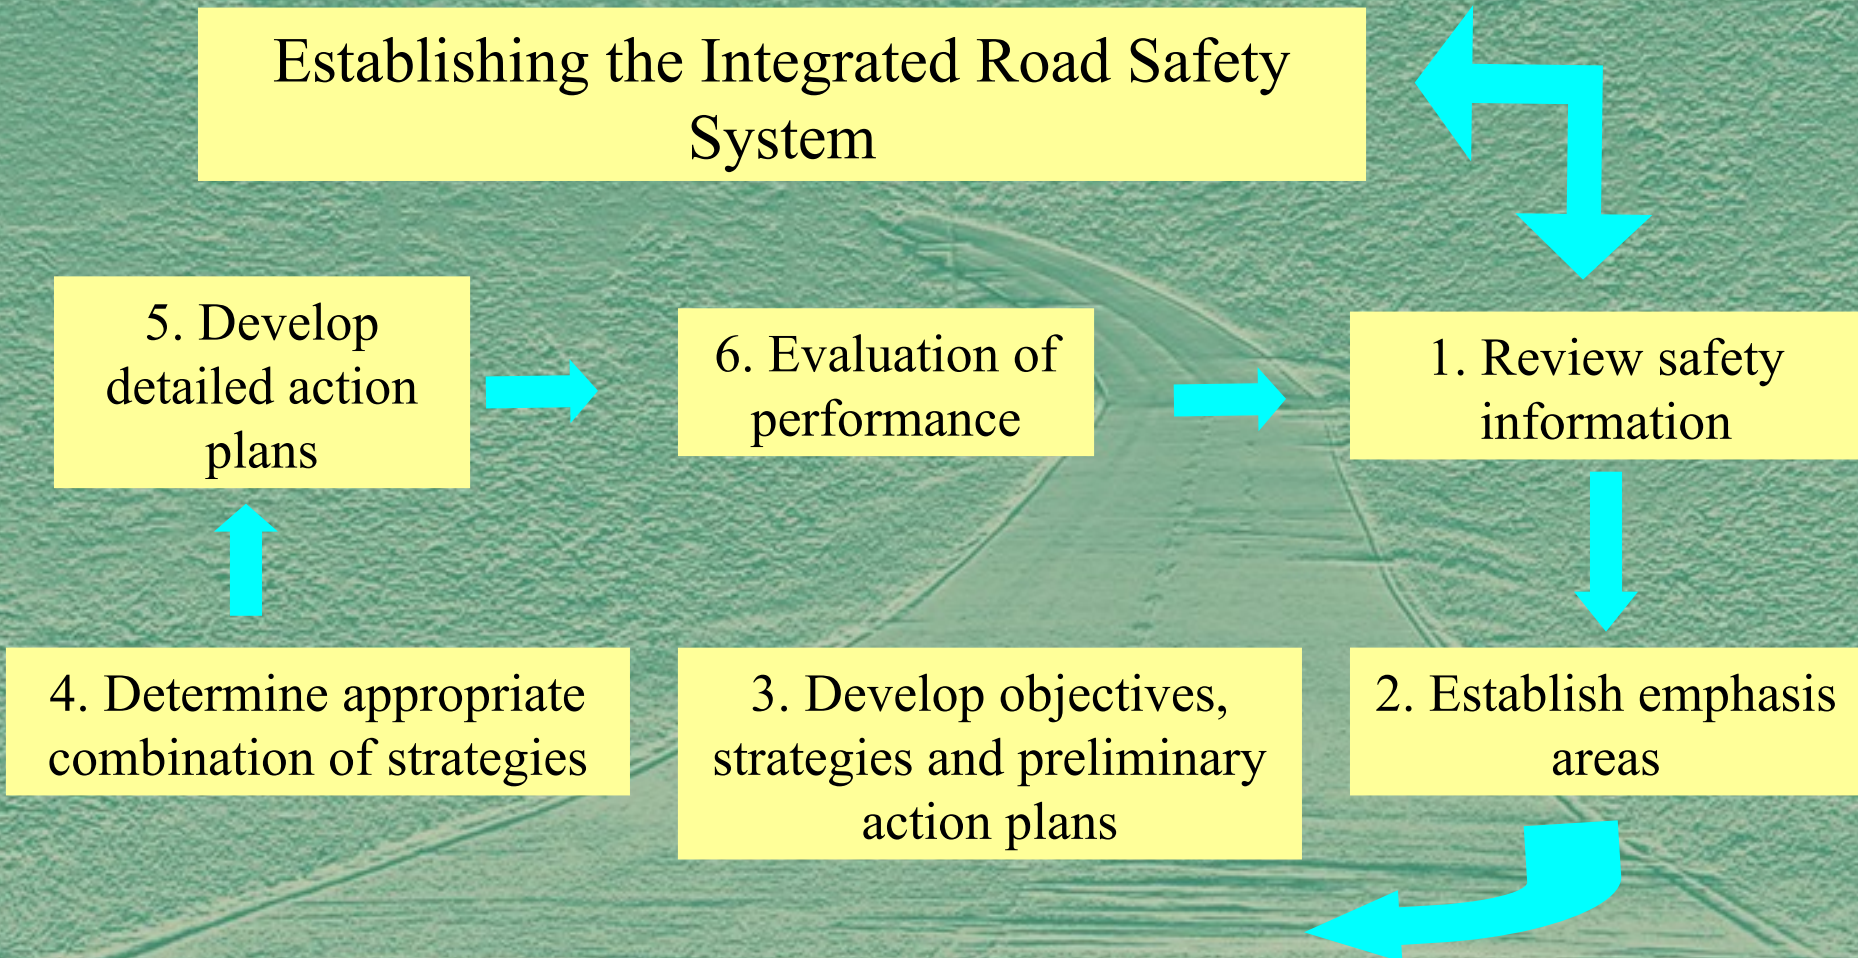 Establishing the Integrated Road Safety
System
5. Develop
detailed action
plans
6. Evaluation of
performance
1. Review safety
information
4. Determine appropriate
combination of strategies
3. Develop objectives,
strategies and preliminary
action plans
2. Establish emphasis
areas